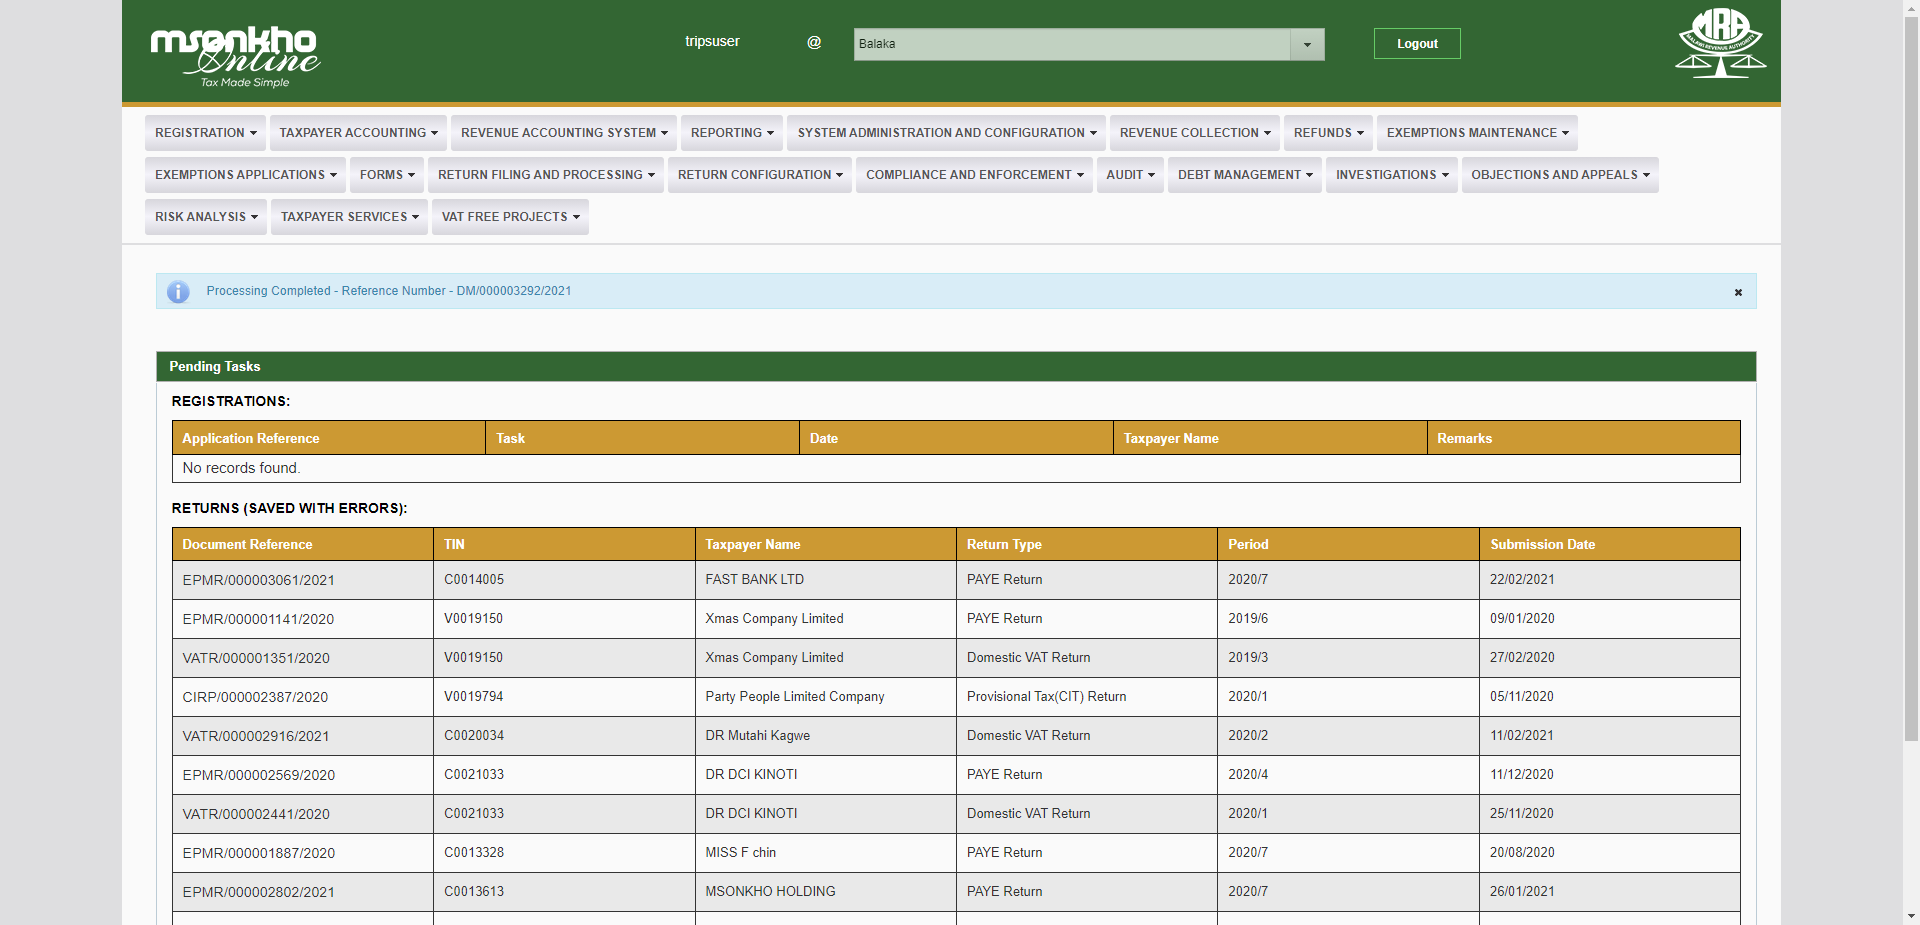 msonkho
Online
Tax Made Simple
tripsuser @ Balaka Logout
MRA
MALAWI REVENUE AUTHORITY
REGISTRATION TAXPAYER ACCOUNTING REVENUE ACCOUNTING SYSTEM REPORTING SYSTEM ADMINISTRATION AND CONFIGURATION REVENUE COLLECTION REFUNDS EXEMPTIONS MAINTENANCE
EXEMPTIONS APPLICATIONS FORMS RETURN FILING AND PROCESSING RETURN CONFIGURATION COMPLIANCE AND ENFORCEMENT AUDIT DEBT MANAGEMENT INVESTIGATIONS OBJECTIONS AND APPEALS
RISK ANALYSIS TAXPAYER SERVICES VAT FREE PROJECTS
Processing Completed - Reference Number - DM/000003292/2021
Pending Tasks
REGISTRATIONS:
Application Reference Task Date Taxpayer Name Remarks
No records found.
RETURNS (SAVED WITH ERRORS):
Document Reference TIN Taxpayer Name Return Type Period Submission Date
EPMR/000003061/2021 C0014005 FAST BANK LTD PAYE Return 2020/7 22/02/2021
EPMR/000001141/2020 V0019150 Xmas Company Limited PAYE Return 2019/6 09/01/2020
VATR/000001351/2020 V0019150 Xmas Company Limited Domestic VAT Return 2019/3 27/02/2020
CIRP/000002387/2020 V0019794 Party People Limited Company Provisional Tax(CIT) Return 2020/1 05/11/2020
VATR/000002916/2021 C0020034 DR Mutahi Kagwe Domestic VAT Return 2020/2 11/02/2021
EPMR/000002569/2020 C0021033 DR DCI KINOTI PAYE Return 2020/4 11/12/2020
VATR/000002441/2020 C0021033 DR DCI KINOTI Domestic VAT Return 2020/1 25/11/2020
EPMR/000001887/2020 C0013328 MISS F chin PAYE Return 2020/7 20/08/2020
EPMR/000002802/2021 C0013613 MSONKHO HOLDING PAYE Return 2020/7 26/01/2021